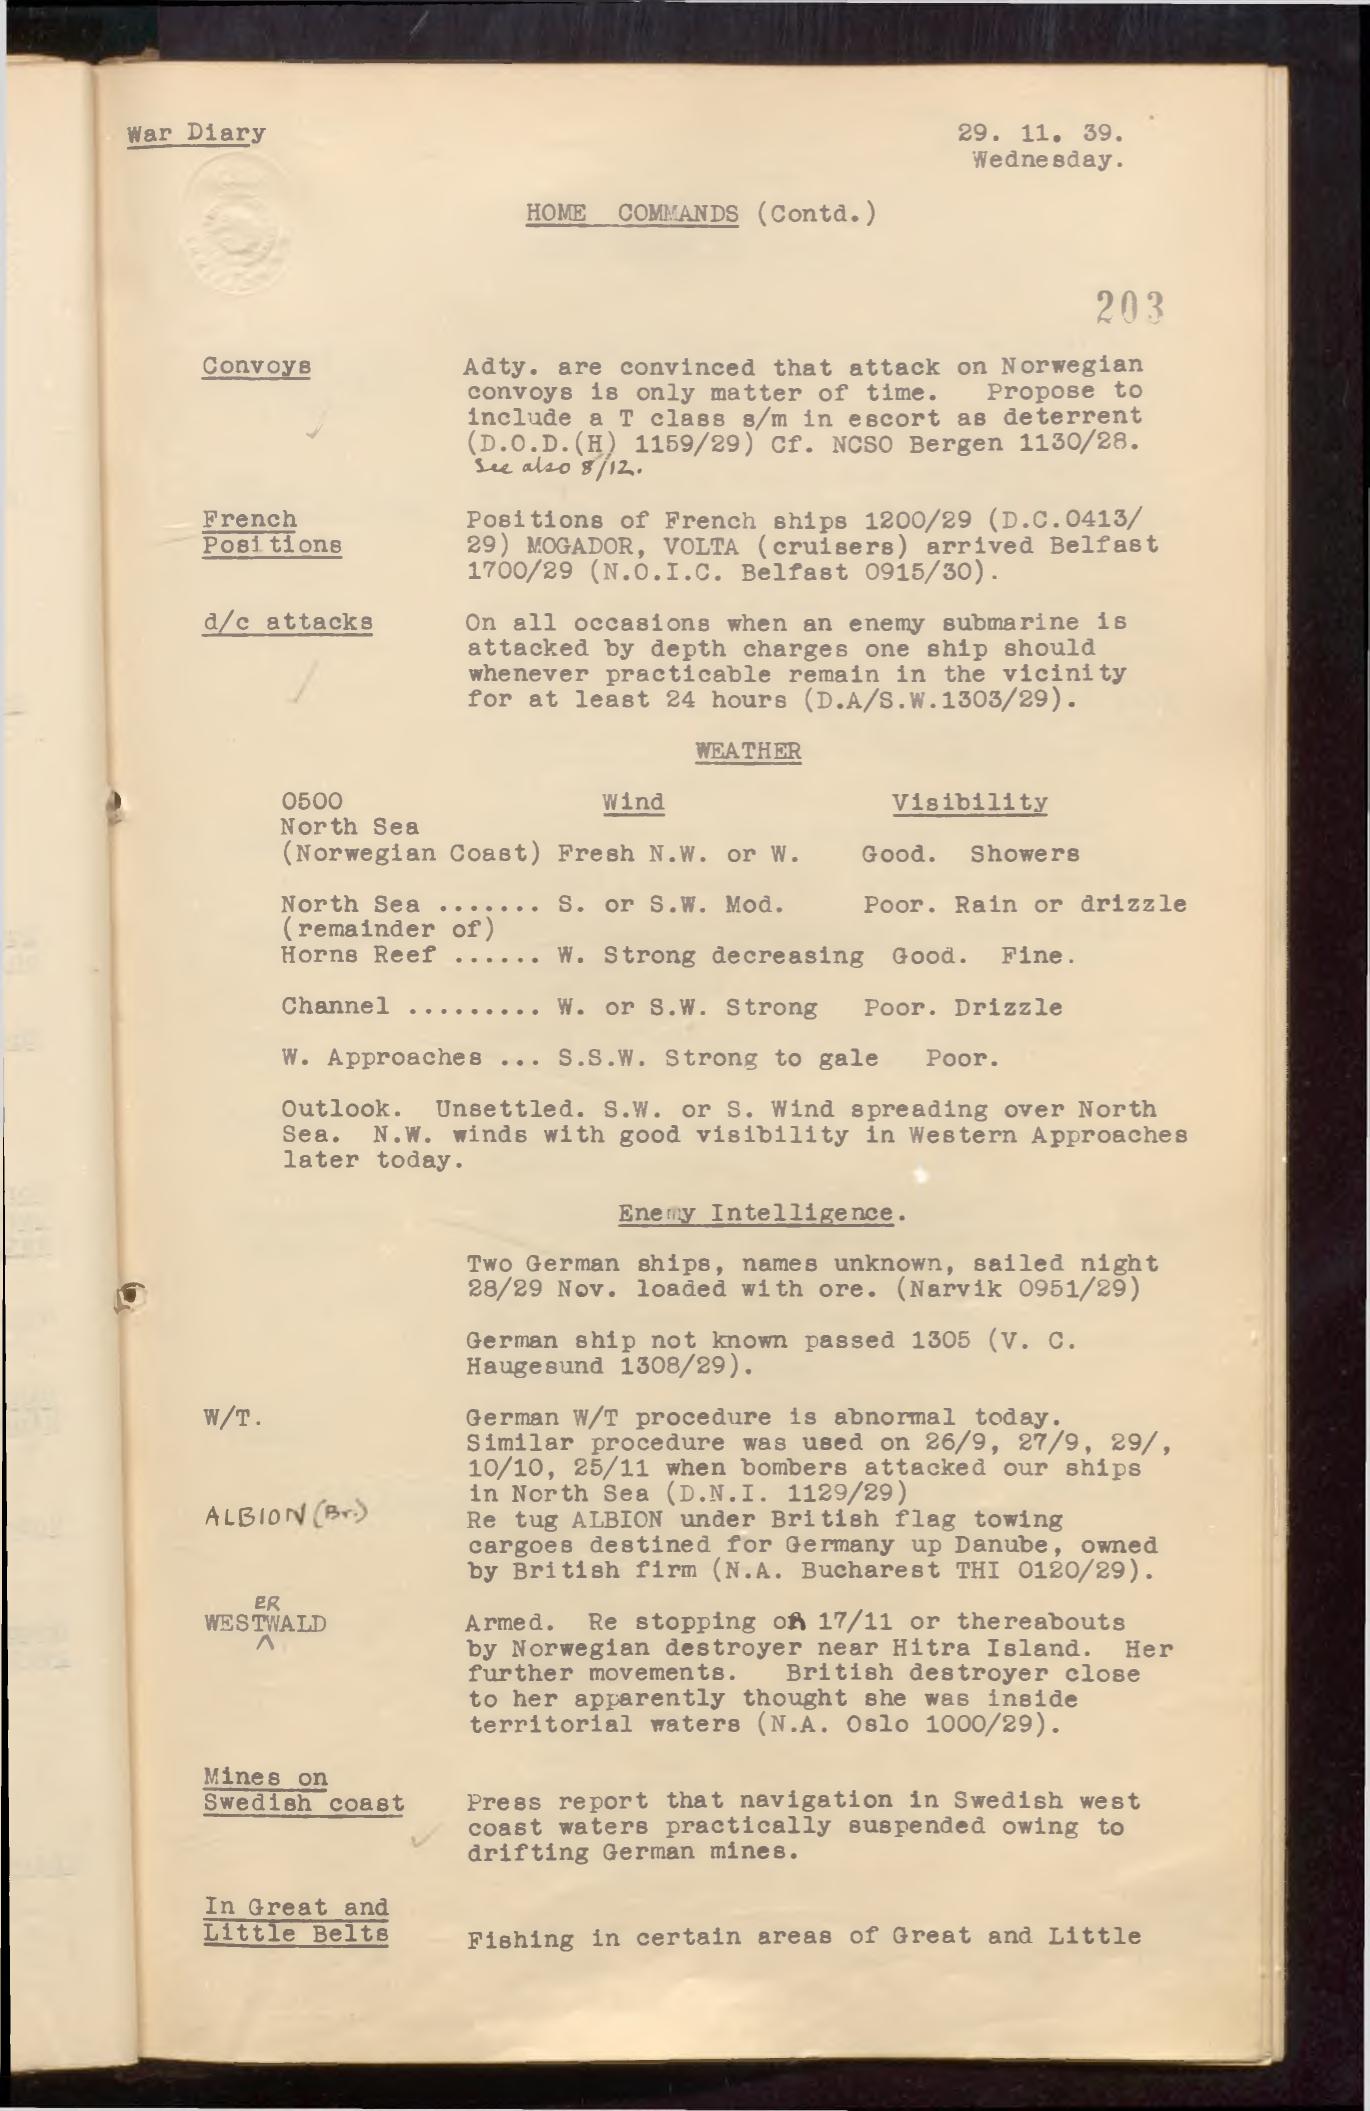 War Diary
29. 11. 39.
Wednesday.
HOME COMMANDS (Contd.)
203
Convoys
Adty. are convinced that attack on Norwegian
convoys is only matter of time. Propose to
include a T class s/m in escort as deterrent
(D.O.D.(H) 1159/29) Cf. NCSO Bergen 1130/28.
See also 8/12.
French
Positions
Positions of French ships 1200/29 (D.C.0413/
29) MOGADOR, VOLTA (cruisers) arrived Belfast
1700/29 (N.O.I.C. Belfast 0915/30).
d/c attacks
On all occasions when an enemy submarine is
attacked by depth charges one ship should
whenever practicable remain in the vicinity
for at least 24 hours (D.A/S.W.1303/29).
WEATHER
0500 Wind Visibility
North Sea
(Norwegian Coast) Fresh N.W. or W. Good. Showers
North Sea ....... S. or S.W. Mod. Poor. Rain or drizzle
(remainder of)
Horns Reef ...... W. Strong decreasing Good. Fine.
Channel ......... W. or S.W. Strong Poor. Drizzle
W. Approaches ... S.S.W. Strong to gale Poor.
Outlook. Unsettled. S.W. or S. Wind spreading over North
Sea. N.W. winds with good visibility in Western Approaches
later today.
Enemy Intelligence.
Two German ships, names unknown, sailed night
28/29 Nov. loaded with ore. (Narvik 0951/29)
German ship not known passed 1305 (V. C.
Haugesund 1308/29).
W/T.
German W/T procedure is abnormal today.
Similar procedure was used on 26/9, 27/9, 29/,
10/10, 25/11 when bombers attacked our ships
in North Sea (D.N.I. 1129/29)
ALBION (Br.)
Re tug ALBION under British flag towing
cargoes destined for Germany up Danube, owned
by British firm (N.A. Bucharest THI 0120/29).
ER
WESTWALD
Armed. Re stopping on 17/11 or thereabouts
by Norwegian destroyer near Hitra Island. Her
further movements. British destroyer close
to her apparently thought she was inside
territorial waters (N.A. Oslo 1000/29).
Mines on
Swedish coast
Press report that navigation in Swedish west
coast waters practically suspended owing to
drifting German mines.
In Great and
Little Belts
Fishing in certain areas of Great and Little